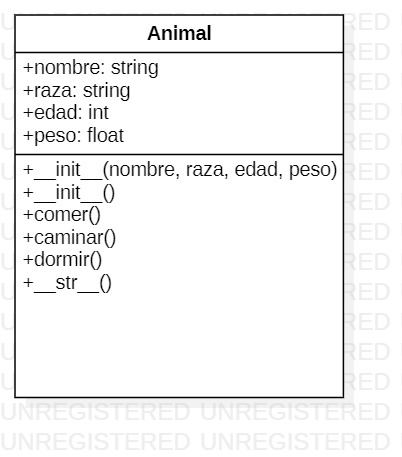 Animal
+nombre: string
+raza: string
+edad: int
+peso: float
+__init__(nombre, raza, edad, peso)
+__init__()
+comer()
+caminar()
+dormir()
+__str__()
UNREGISTERED UNREGISTERED
UNREGISTERED UNREGISTERED